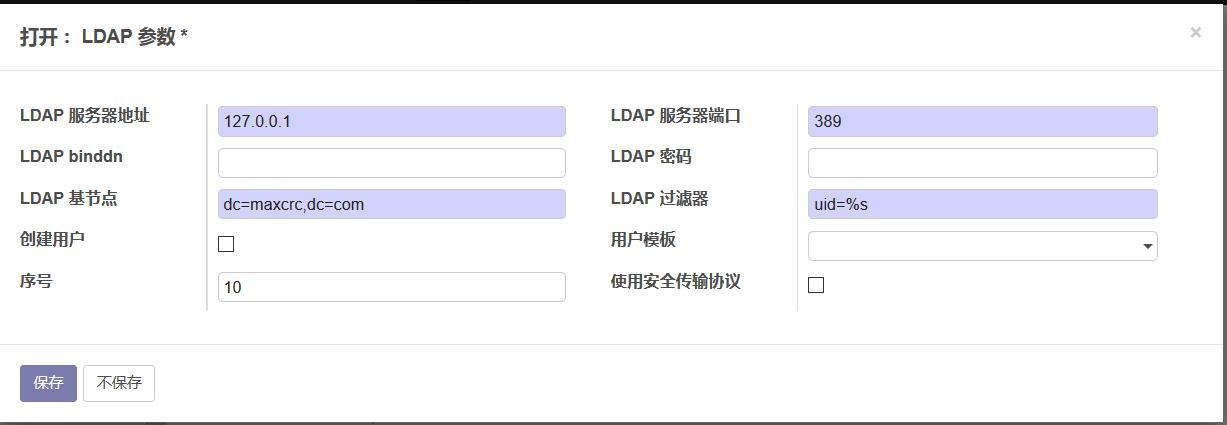 打开： LDAP 参数 *
×
LDAP 服务器地址 127.0.0.1 LDAP 服务器端口 389
LDAP binddn LDAP 密码
LDAP 基节点 dc=maxcrc,dc=com LDAP 过滤器 uid=%s
创建用户 用户模板
序号 10 使用安全传输协议
保存 不保存